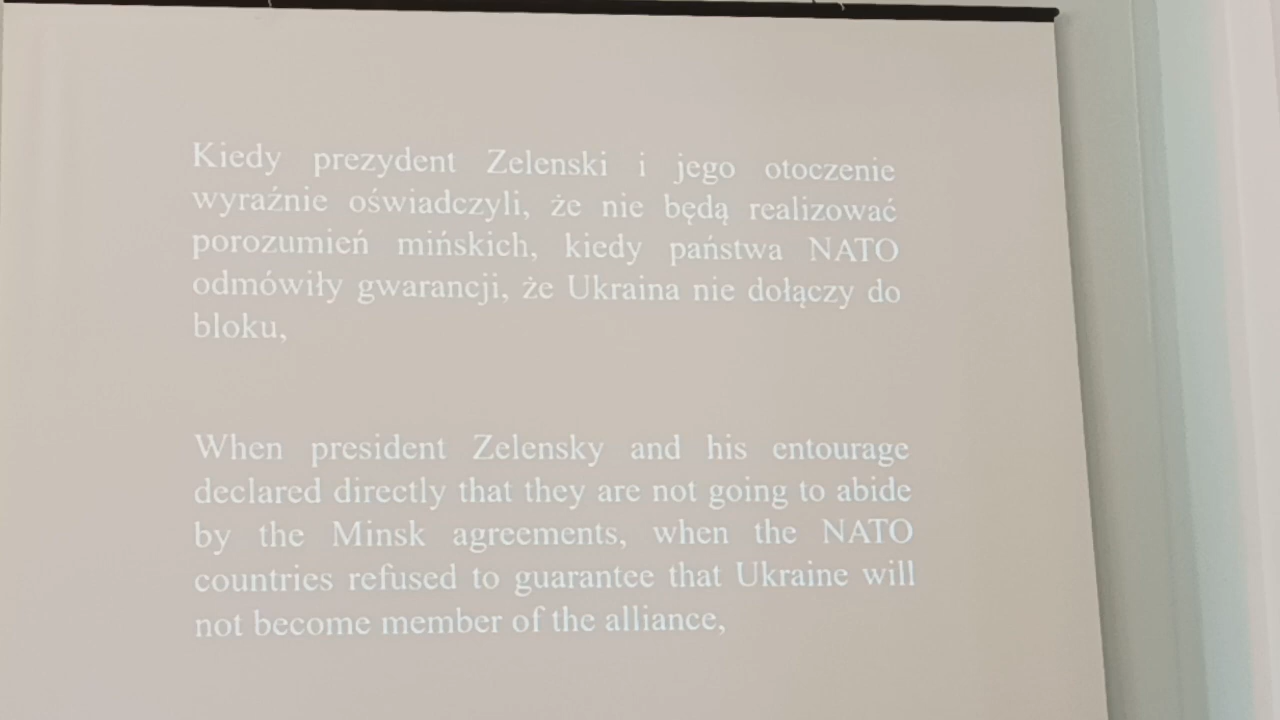 Kiedy prezydent Zelenski i jego otoczenie
wyraźnie oświadczyli, że nie będą realizować
porozumień mińskich, kiedy państwa NATO
odmówiły gwarancji, że Ukraina nie dołączy do
bloku,
When president Zelensky and his entourage
declared directly that they are not going to abide
by the Minsk agreements, when the NATO
countries refused to guarantee that Ukraine will
not become member of the alliance,